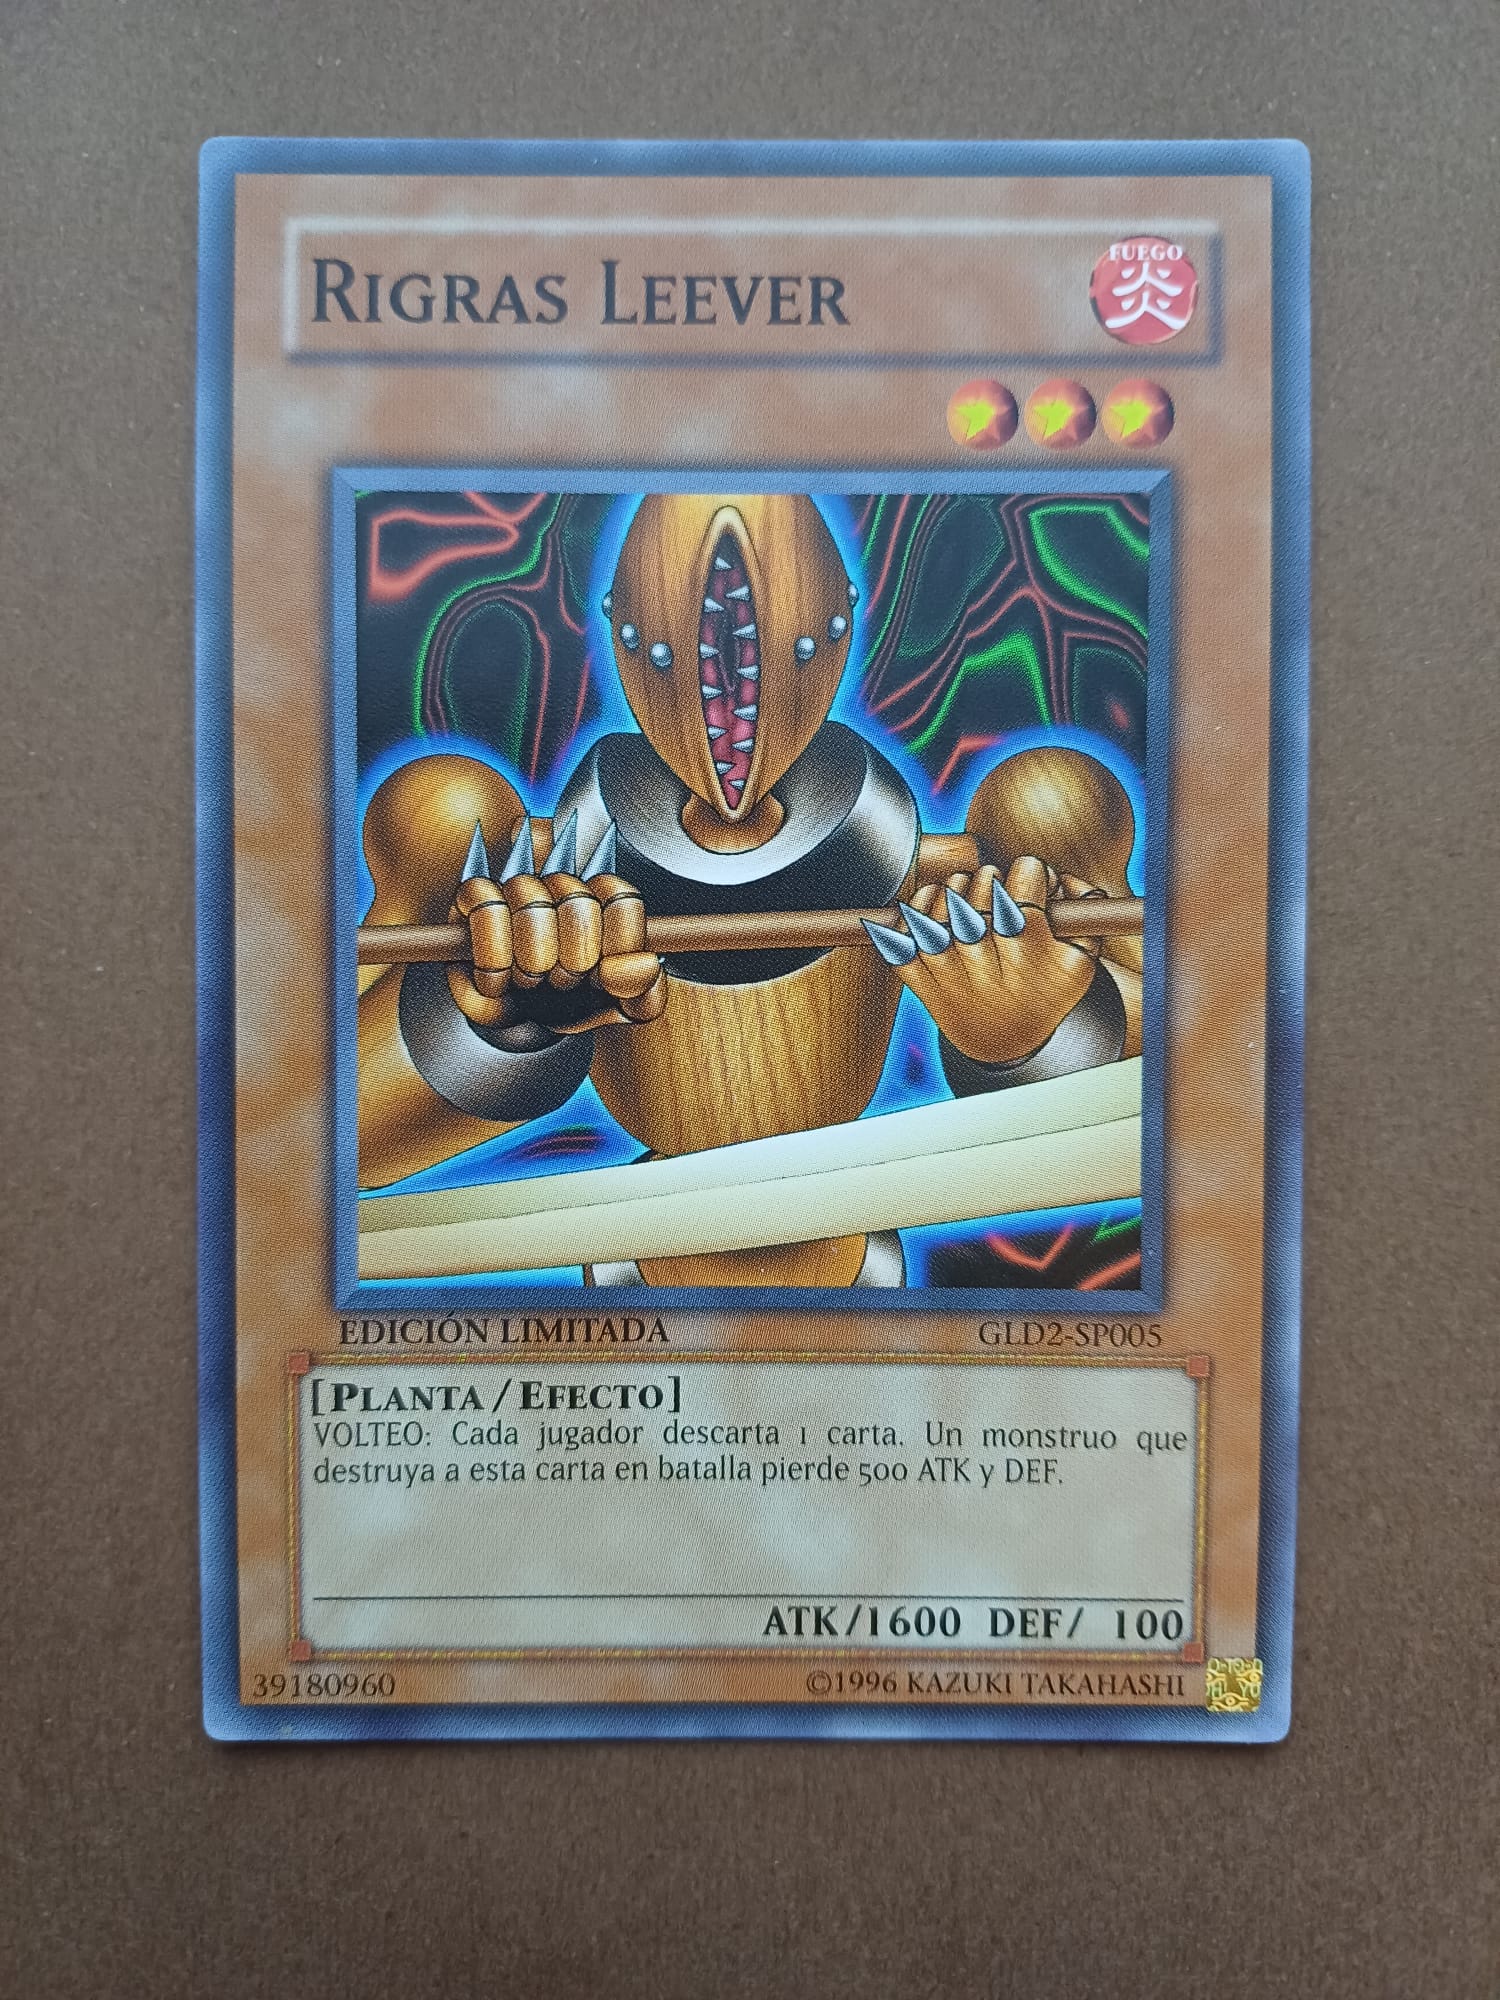 RIGRAS LEEVER
FUEGO
炎
EDICIÓN LIMITADA
GLD2-SP005
[PLANTA/EFECTO]
VOLTEO: Cada jugador descarta 1 carta. Un monstruo que
destruya a esta carta en batalla pierde 500 ATK y DEF.
ATK/1600 DEF/ 100
39180960
©1996 KAZUKI TAKAHASHI